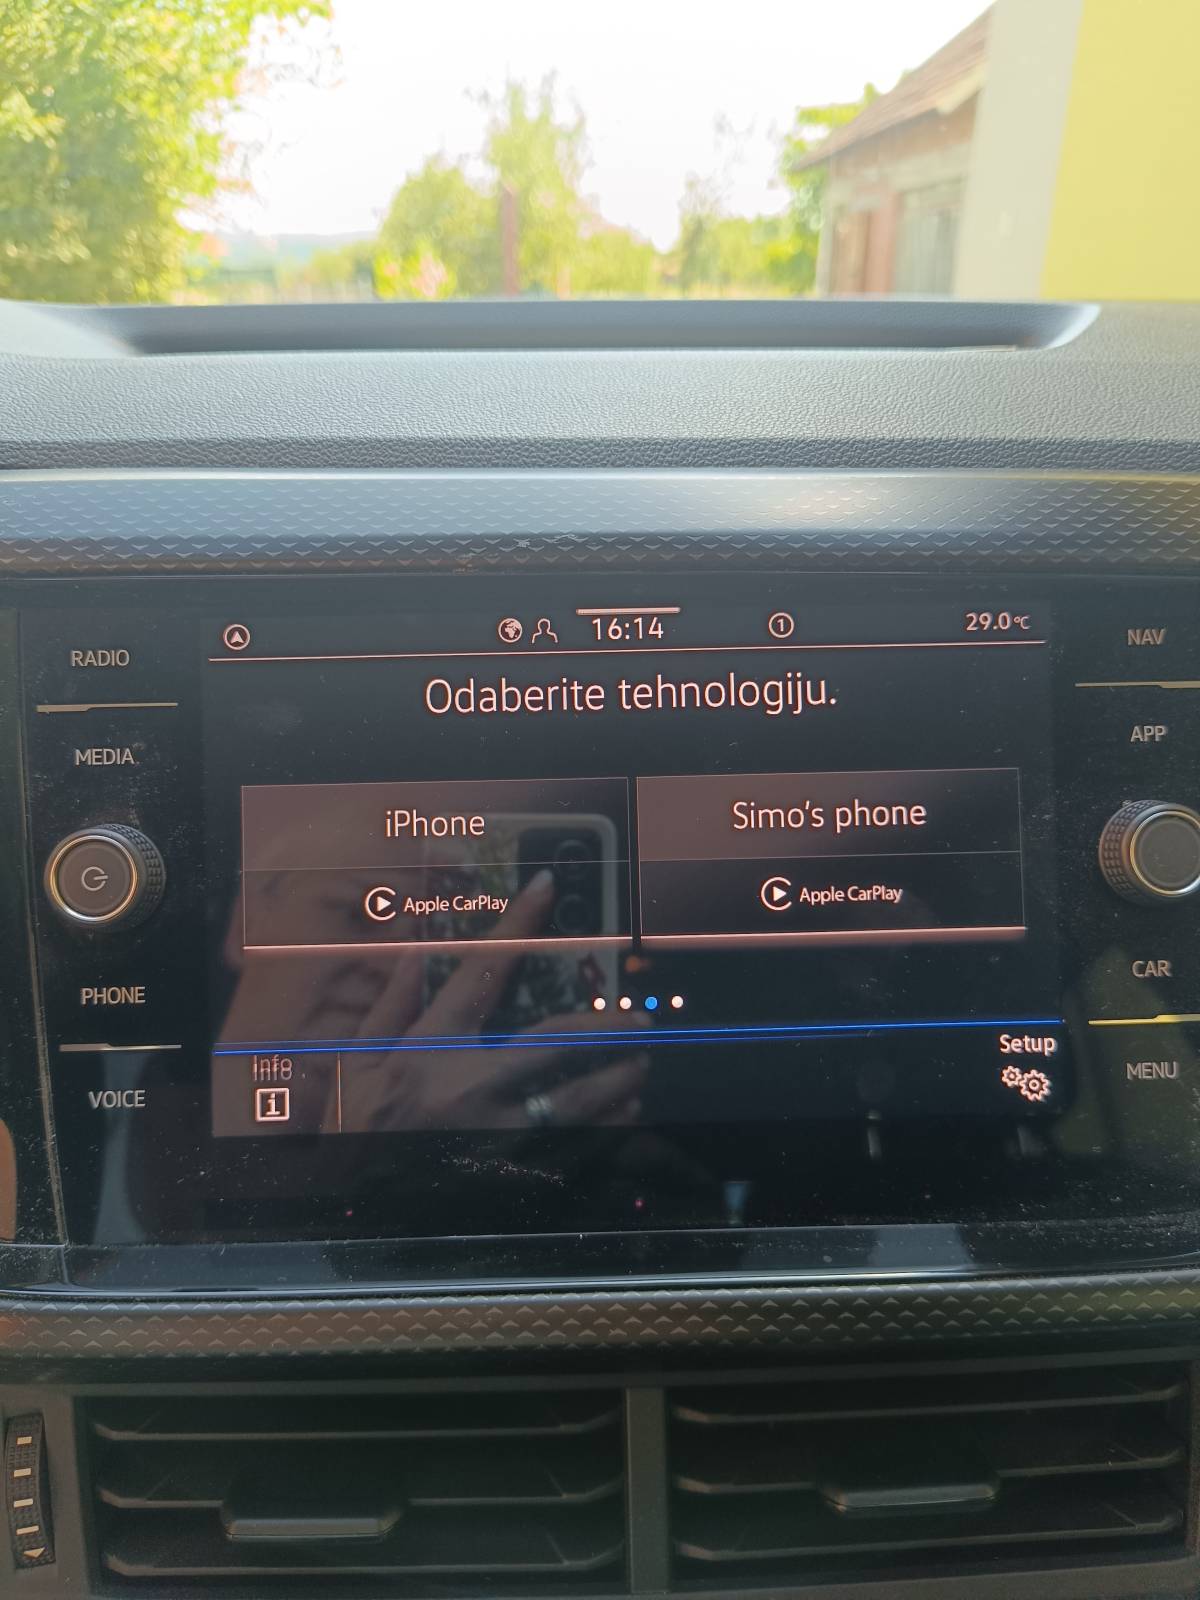 RADIO
MEDIA
PHONE
VOICE
16:14
1
29.0°C
Odaberite tehnologiju.
iPhone
Apple CarPlay
Simo's phone
Apple CarPlay
Info
i
Setup
NAV
APP
CAR
MENU